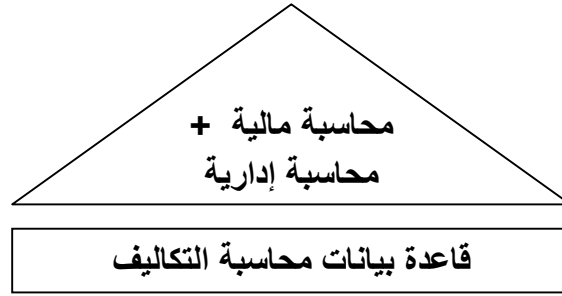 محاسبة مالية +
محاسبة إدارية
قاعدة بيانات محاسبة التكاليف